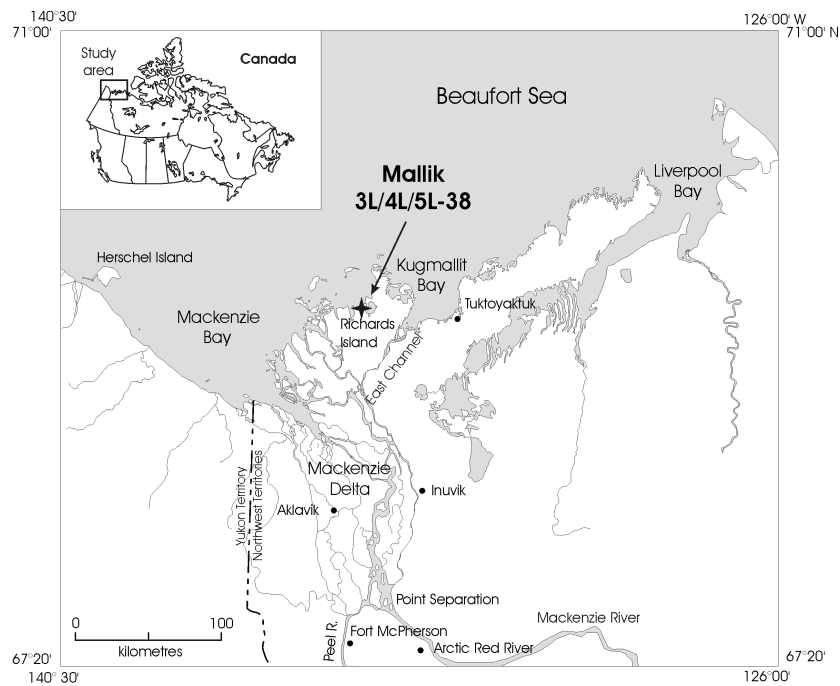 140°30'
126°00' W
71°00'
71°00' N
Study
area
Canada
Beaufort Sea
Mallik
3L/4L/5L-38
Liverpool
Bay
Herschel Island
Kugmallit
Bay
Mackenzie
Bay
Tuktoyaktuk
Richards
Island
East Channel
Mackenzie
Delta
Inuvik
Aklavik
Yukon Territory
Northwest Territories
Point Separation
0
100
kilometres
Mackenzie River
Peel R.
Fort McPherson
Arctic Red River
67°20'
67°20'
140° 30'
126°00'